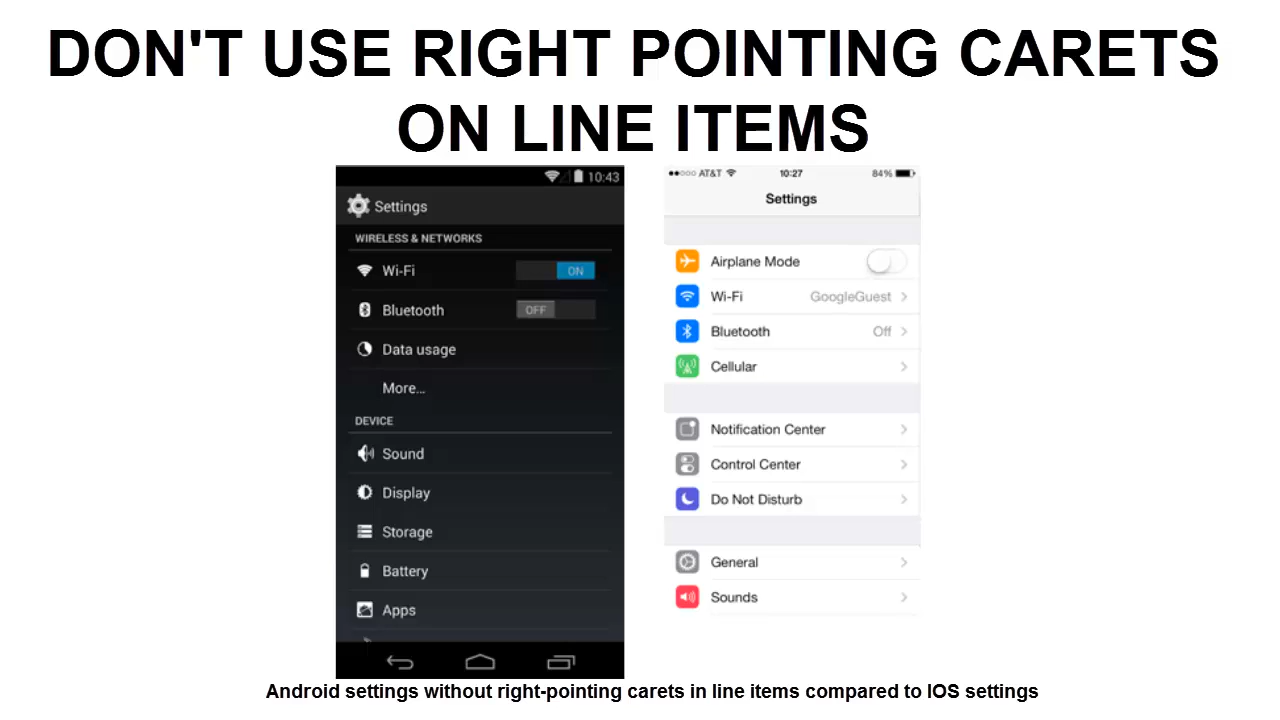 DON'T USE RIGHT POINTING CARETS
ON LINE ITEMS
10:43
Settings
WIRELESS & NETWORKS
Wi-Fi ON
Bluetooth OFF
Data usage
More...
DEVICE
Sound
Display
Storage
Battery
Apps
AT&T 10:27 84%
Settings
Airplane Mode
Wi-Fi GoogleGuest
Bluetooth Off
Cellular
Notification Center
Control Center
Do Not Disturb
General
Sounds
Android settings without right-pointing carets in line items compared to IOS settings